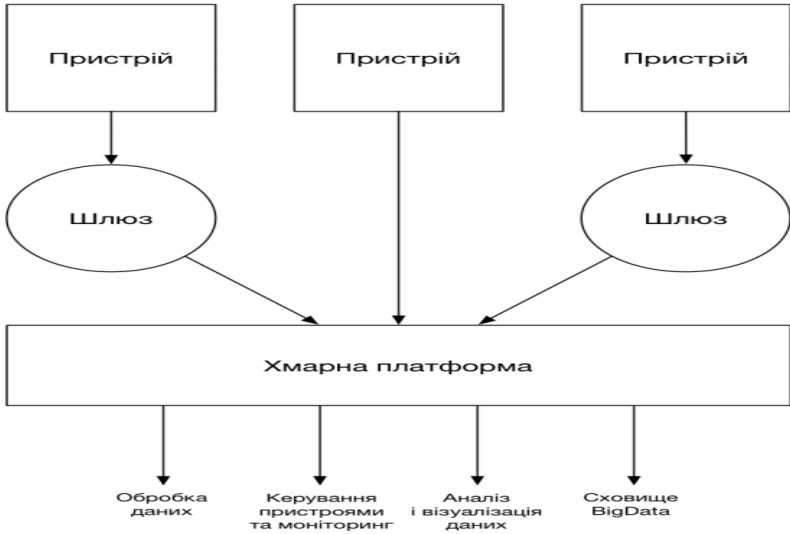 Пристрій
Пристрій
Пристрій
Шлюз
Шлюз
Хмарна платформа
Обробка
даних
Керування
пристроями
та моніторинг
Аналіз
і візуалізація
даних
Сховище
BigData